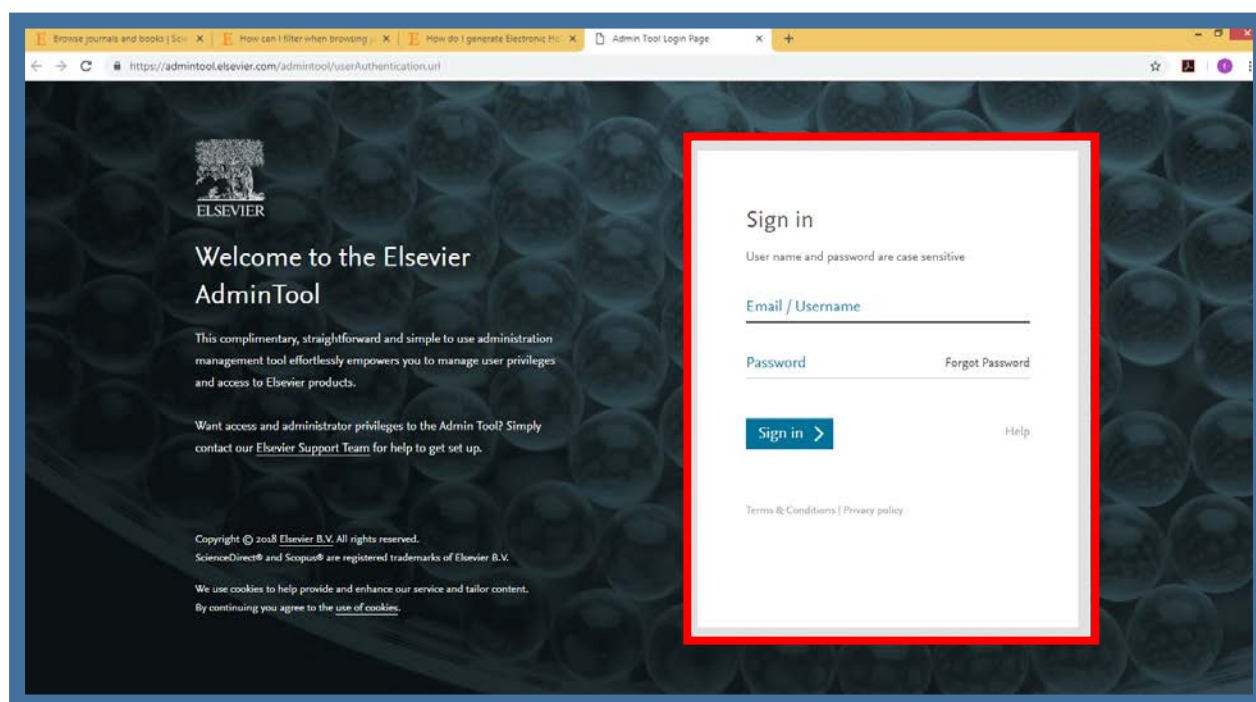 Browse journals and books | Scie
How can I filter when browsing j
How do I generate Electronic Ho
Admin Tool Login Page
https://admintool.elsevier.com/admintool/userAuthentication.url
ELSEVIER
Welcome to the Elsevier
AdminTool
This complimentary, straightforward and simple to use administration
management tool effortlessly empowers you to manage user privileges
and access to Elsevier products.
Want access and administrator privileges to the Admin Tool? Simply
contact our Elsevier Support Team for help to get set up.
Copyright © 2018 Elsevier B.V. All rights reserved.
ScienceDirect® and Scopus® are registered trademarks of Elsevier B.V.
We use cookies to help provide and enhance our service and tailor content.
By continuing you agree to the use of cookies.
Sign in
User name and password are case sensitive
Email / Username
Password Forgot Password
Sign in Help
Terms & Conditions | Privacy policy